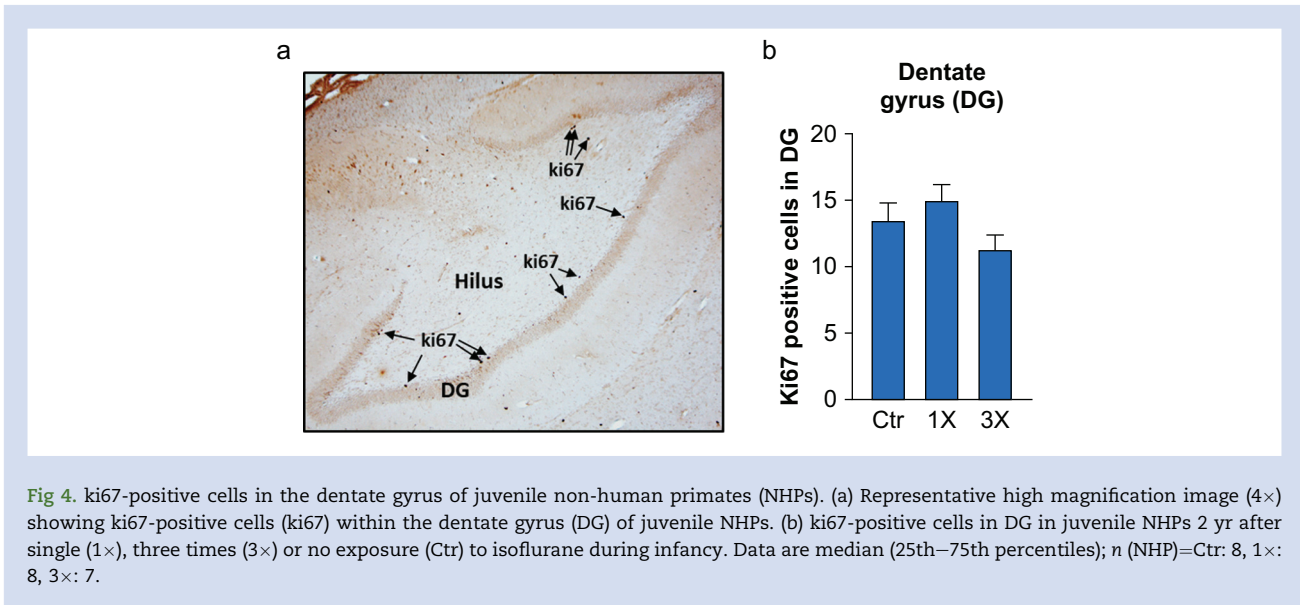 a
ki67
ki67
ki67
Hilus
ki67
DG
b
Dentate
gyrus (DG)
Ki67 positive cells in DG
20
15
10
5
0
Ctr 1X 3X
Fig 4. ki67-positive cells in the dentate gyrus of juvenile non-human primates (NHPs). (a) Representative high magnification image (4×)
showing ki67-positive cells (ki67) within the dentate gyrus (DG) of juvenile NHPs. (b) ki67-positive cells in DG in juvenile NHPs 2 yr after
single (1×), three times (3×) or no exposure (Ctr) to isoflurane during infancy. Data are median (25th–75th percentiles); n (NHP)=Ctr: 8, 1×:
8, 3×: 7.